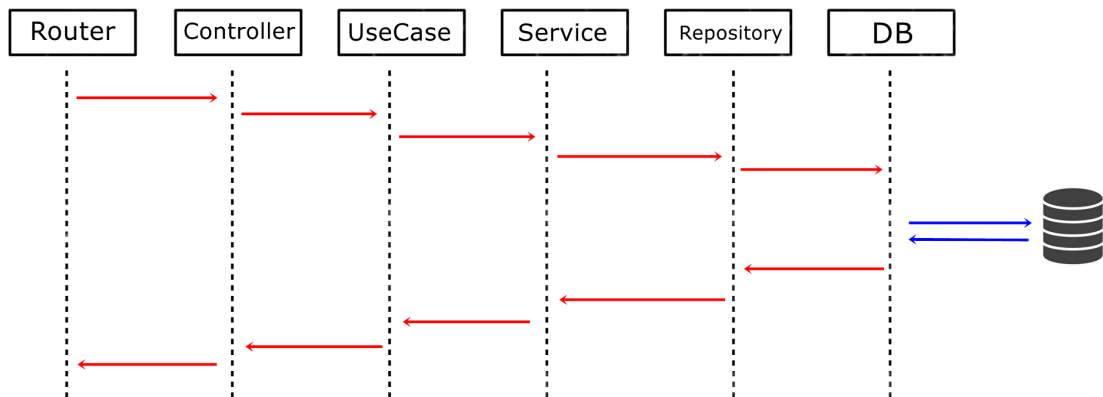 Router
Controller
UseCase
Service
Repository
DB